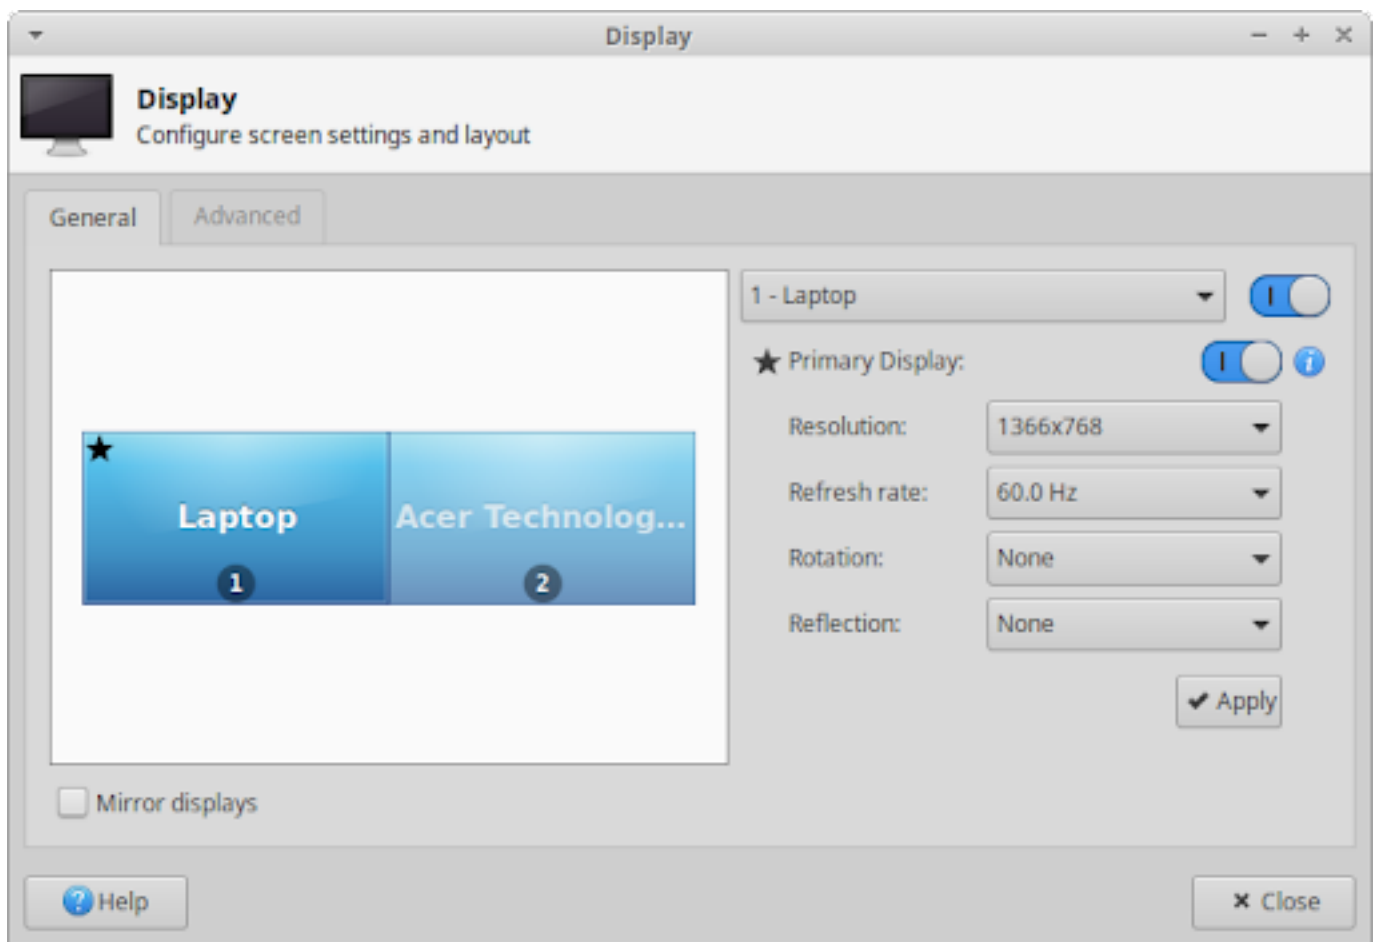 Display
Display
Configure screen settings and layout
General
Advanced
1 - Laptop
Primary Display:
Resolution:
1366x768
Refresh rate:
60.0 Hz
Rotation:
None
Reflection:
None
Apply
Laptop
1
Acer Technolog...
2
Mirror displays
Help
Close